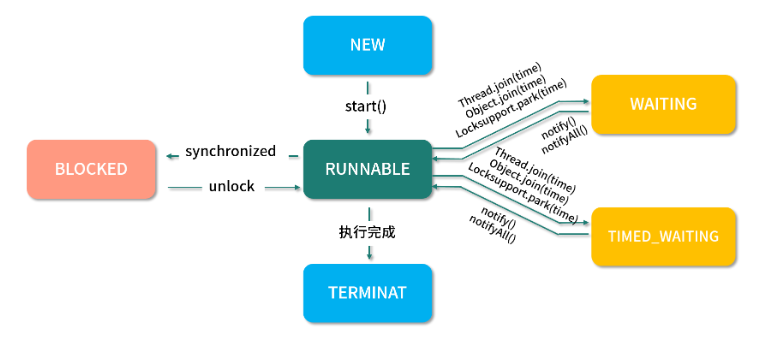 NEW
start()
Thread.join(time)
Object.join(time)
Locksupport.park(time)
WAITING
notify()
notifyAll()
BLOCKED
synchronized
unlock
RUNNABLE
Thread.join(time)
Object.join(time)
Locksupport.park(time)
notify()
notifyAll()
TIMED_WAITING
执行完成
TERMINAT